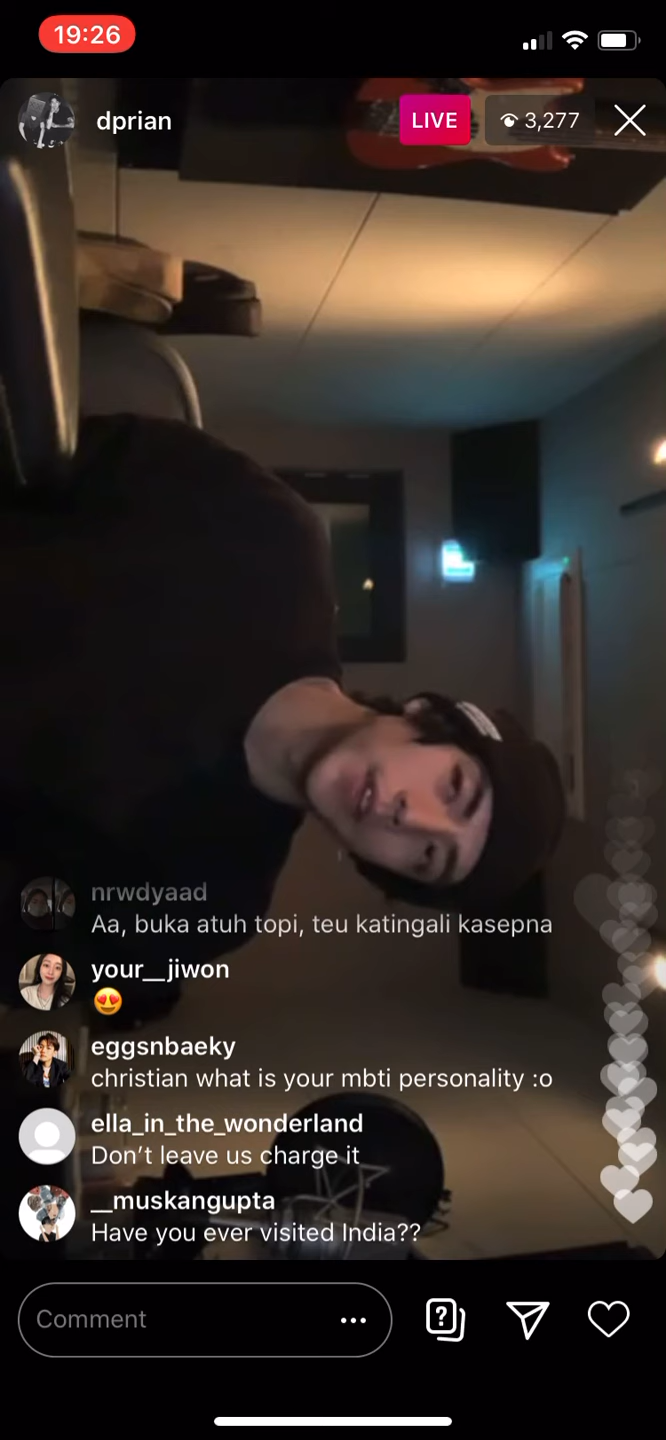 19:26
dprian
LIVE
3,277
nrwdyaad
Aa, buka atuh topi, teu katingali kasepna
your__jiwon
😍
eggsnbaeky
christian what is your mbti personality :o
ella_in_the_wonderland
Don’t leave us charge it
__muskangupta
Have you ever visited India??
Comment